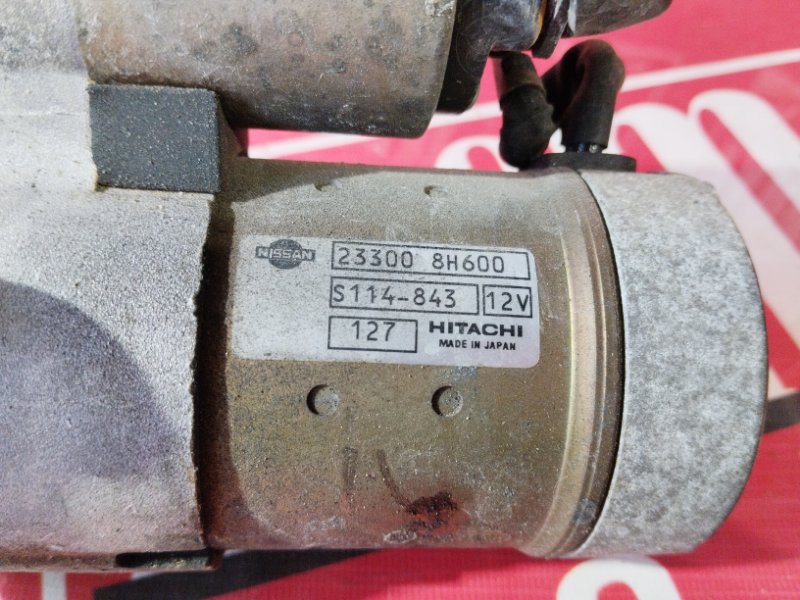 NISSAN 23300 8H600
S114-843 12V
127 HITACHI
MADE IN JAPAN